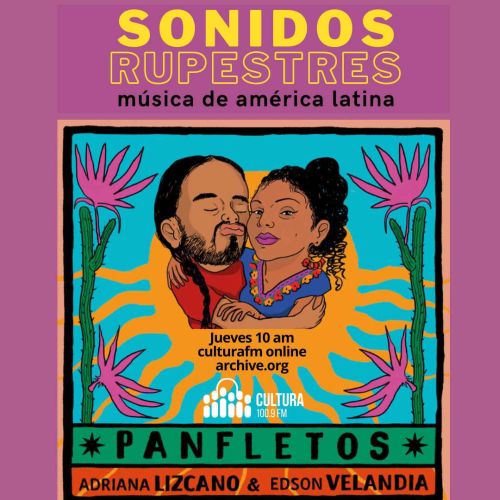 SONIDOS
RUPESTRES
música de américa latina
Jueves 10 am
culturafm online
archive.org
CULTURA
100.9 FM
PANFLETOS
ADRIANA LIZCANO & EDSON VELANDIA